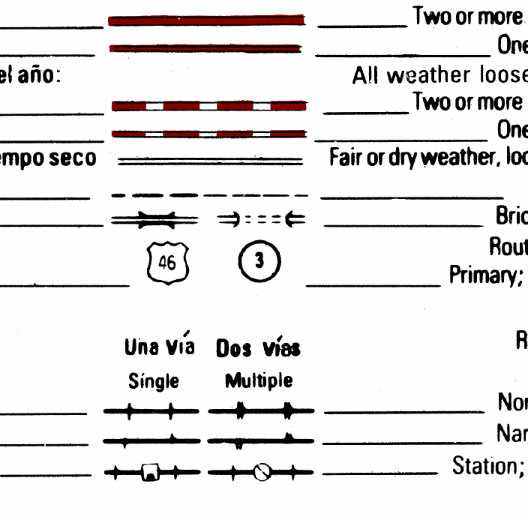 Two or more
One
el año: All weather loose
Two or more
One
empo seco Fair or dry weather, loo
Brid
Rout
46 3
Primary;
R
Una vía Dos vías
Single Multiple
Nor
Nar
Station;